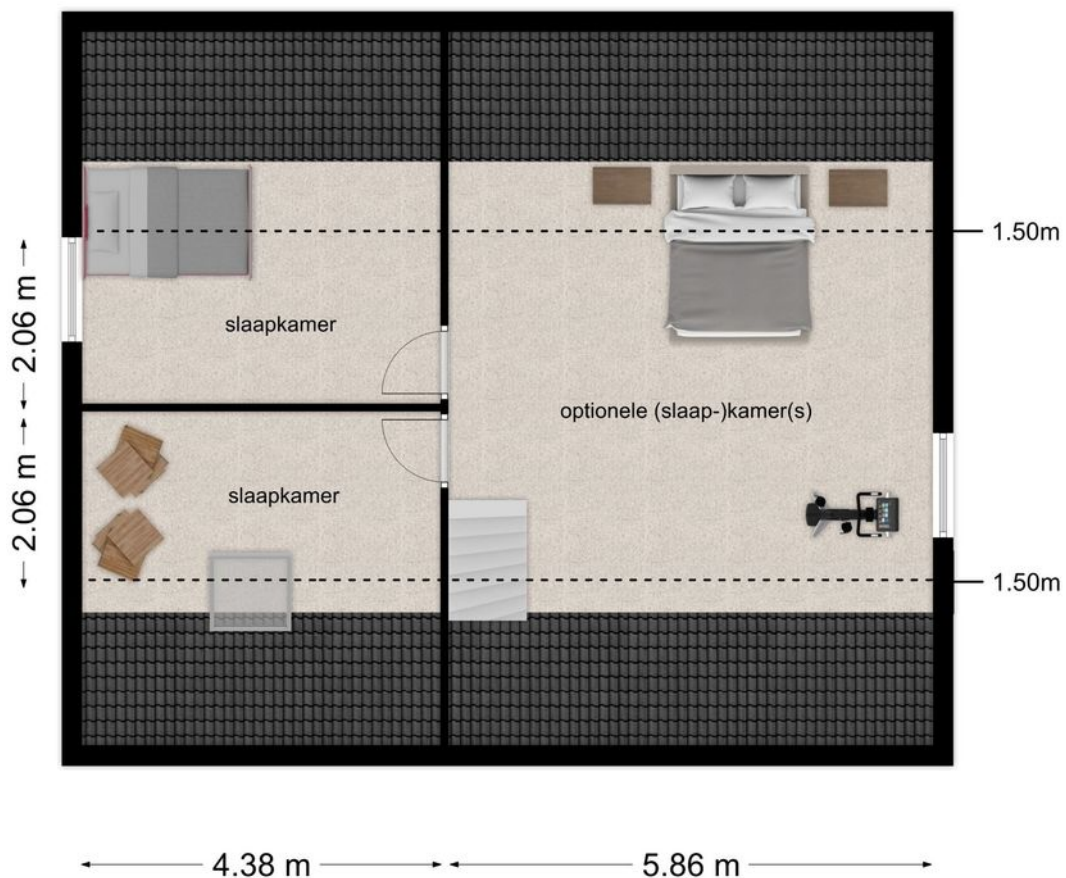 1.50m
2.06 m
slaapkamer
optionele (slaap-)kamer(s)
2.06 m
slaapkamer
1.50m
4.38 m
5.86 m